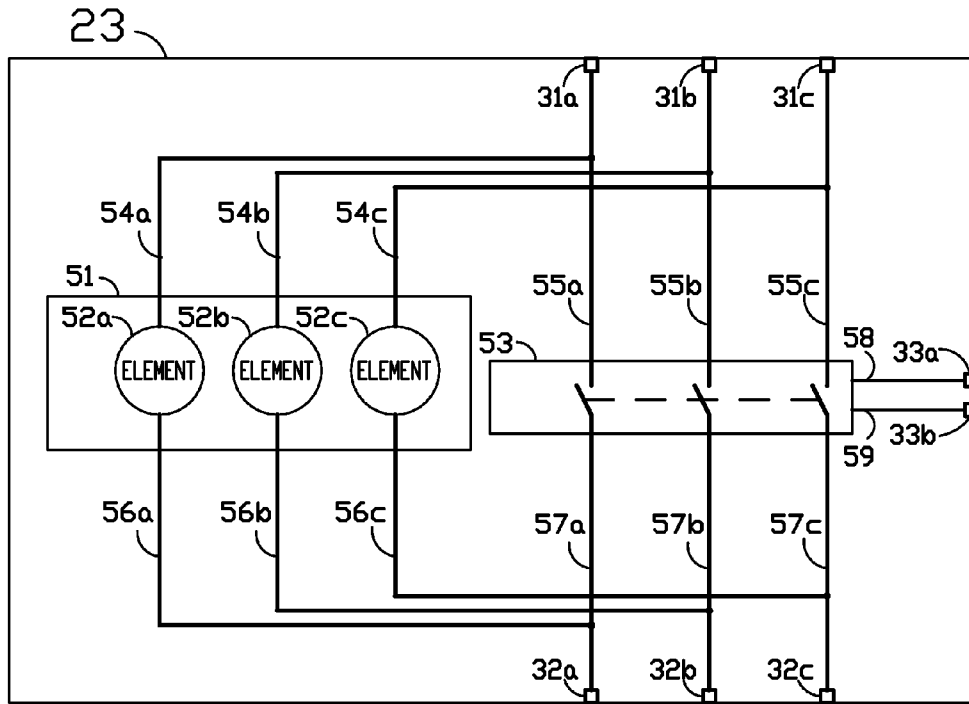 23
31a 31b 31c
54a 54b 54c
51
55a 55b 55c
52a 52b 52c
53 58 33a
ELEMENT ELEMENT ELEMENT
33b
59
56a 56b 56c
57a 57b 57c
32a 32b 32c